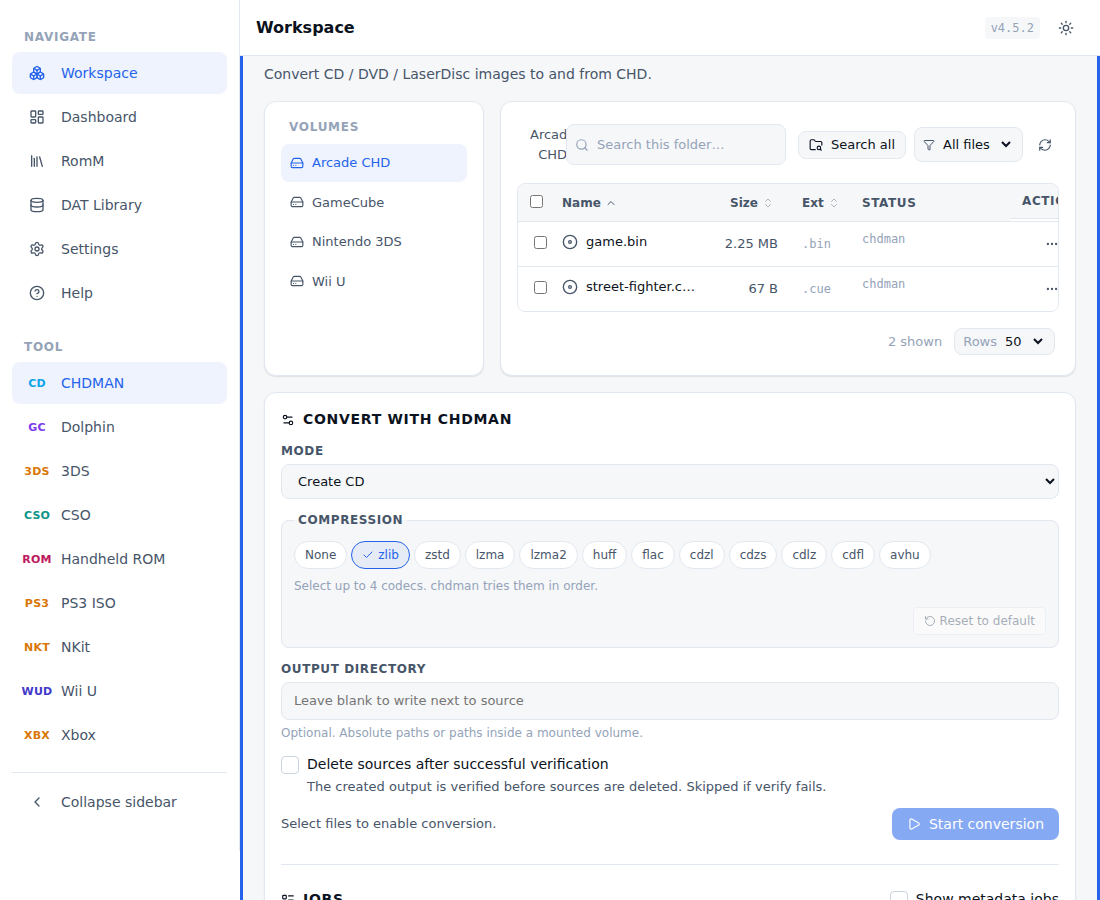 NAVIGATE
Workspace
Dashboard
RomM
DAT Library
Settings
Help
TOOL
CD CHDMAN
GC Dolphin
3DS 3DS
CSO CSO
ROM Handheld ROM
PS3 PS3 ISO
NKT NKit
WUD Wii U
XBX Xbox
Collapse sidebar
Workspace
v4.5.2
Convert CD / DVD / LaserDisc images to and from CHD.
VOLUMES
Arcade CHD
GameCube
Nintendo 3DS
Wii U
Arcad
CHD
Search this folder...
Search all
All files
Name Size Ext STATUS ACTIO
game.bin 2.25 MB .bin chdman ...
street-fighter.c... 67 B .cue chdman ...
2 shown Rows 50
CONVERT WITH CHDMAN
MODE
Create CD
COMPRESSION
None zlib zstd lzma lzma2 huff flac cdzl cdzs cdlz cdfl avhu
Select up to 4 codecs. chdman tries them in order.
Reset to default
OUTPUT DIRECTORY
Leave blank to write next to source
Optional. Absolute paths or paths inside a mounted volume.
Delete sources after successful verification
The created output is verified before sources are deleted. Skipped if verify fails.
Select files to enable conversion.
Start conversion
JOBS
Show metadata jobs